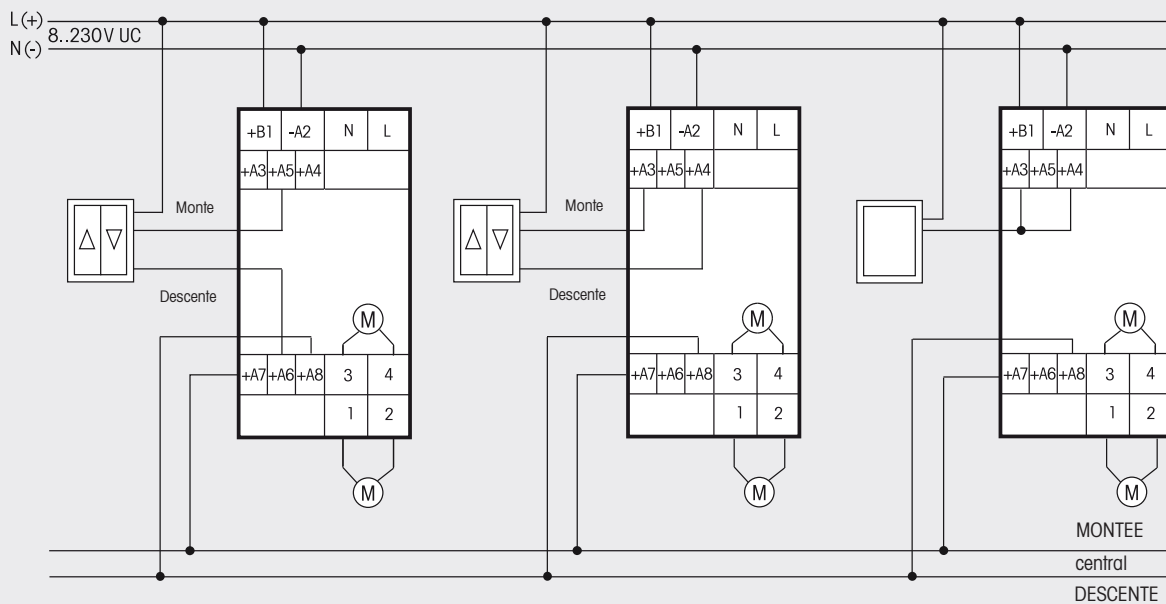 L(+)
8..230V UC
N(-)
+B1 -A2 N L
+A3 +A5 +A4
Monte
Descente
M
+A7 +A6 +A8 3 4
1 2
M
+B1 -A2 N L
+A3 +A5 +A4
Monte
Descente
M
+A7 +A6 +A8 3 4
1 2
M
+B1 -A2 N L
+A3 +A5 +A4
M
+A7 +A6 +A8 3 4
1 2
M
MONTEE
central
DESCENTE